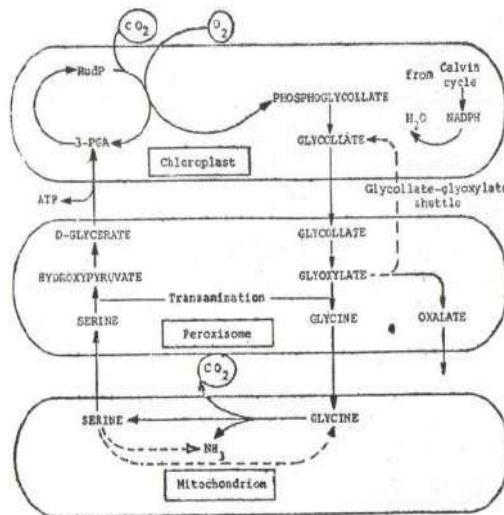 CO2
O2
RudP
from Calvin
cycle
PHOSPHOGLYCOLLATE
H2O
NADPH
3-PGA
GLYCOLLATE
Chloroplast
ATP
Glycollate-glyoxylate
shuttle
D-GLYCERATE
GLYCOLLATE
HYDROXYPYRUVATE
GLYOXYLATE
Transamination
SERINE
GLYCINE
OXALATE
Peroxisome
CO2
SERINE
GLYCINE
NH3
Mitochondrion